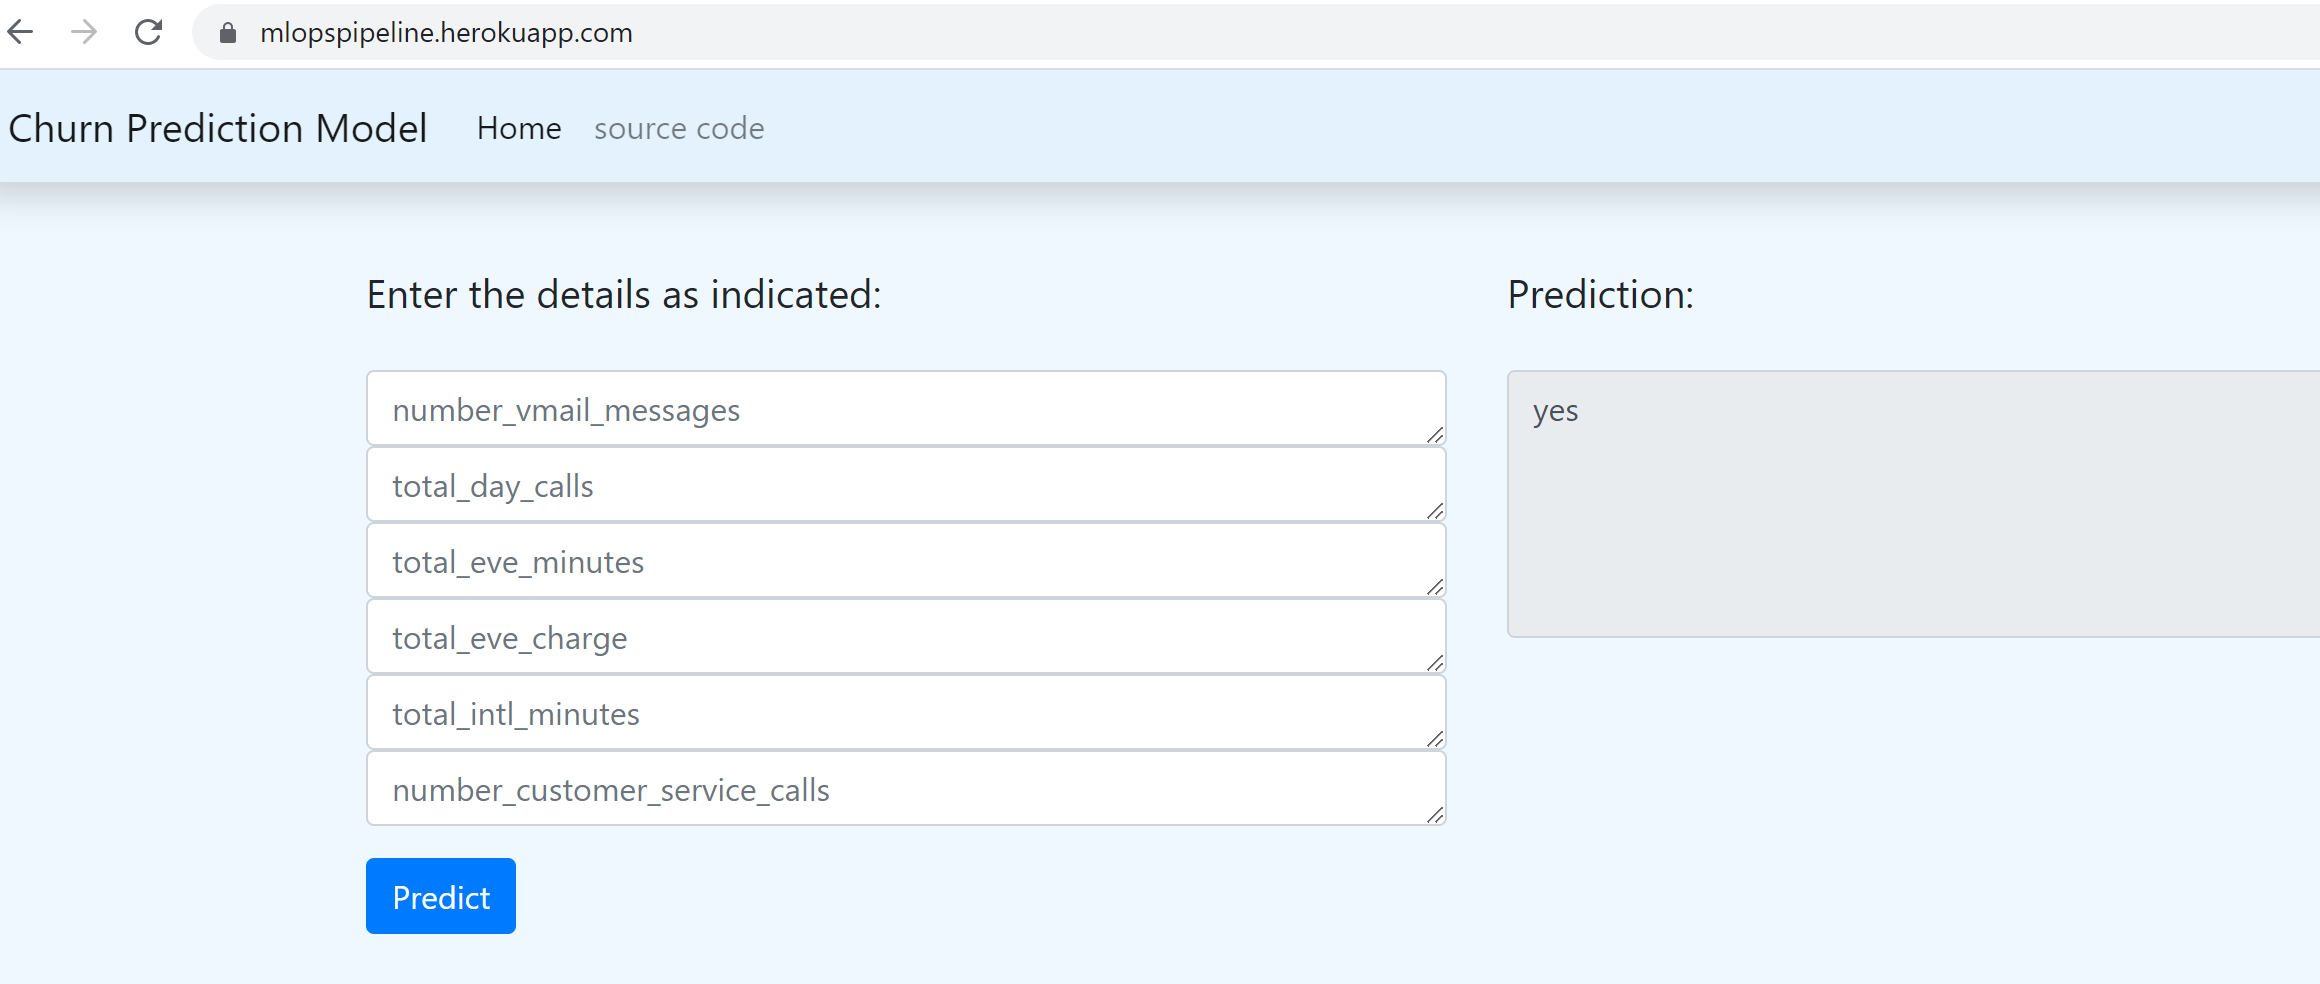 mlopspipeline.herokuapp.com
Churn Prediction Model Home source code
Enter the details as indicated:
number_vmail_messages
total_day_calls
total_eve_minutes
total_eve_charge
total_intl_minutes
number_customer_service_calls
Predict
Prediction:
yes